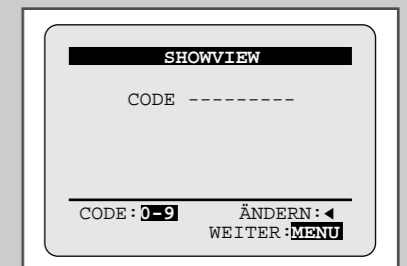 SHOWVIEW
CODE ---------
CODE:0-9 ÄNDERN:◀
WEITER:MENU